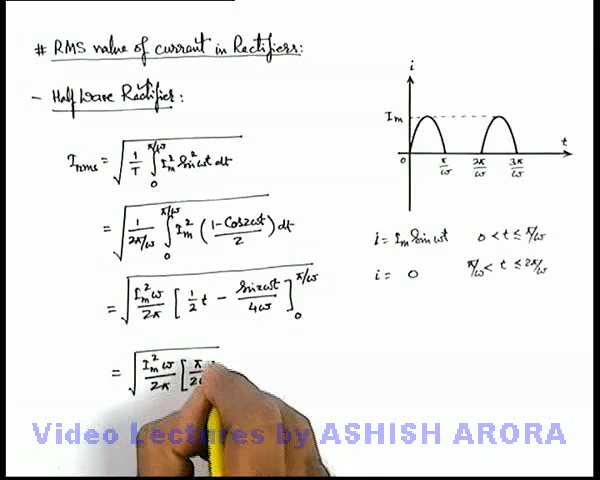 # RMS value of current in Rectifiers:
- Half Wave Rectifier:
Irms = √(1/T ∫₀^(π/ω) Im² Sin²ωt dt)
= √(1/(2π/ω) ∫₀^(π/ω) Im² ((1-Cos2ωt)/2) dt)
= √(Im²ω/2π [1/2 t - Sin2ωt/4ω]₀^(π/ω))
= √(Im²ω/2π [π/2
i
Im
t
0 π/ω 2π/ω 3π/ω
i = Im Sin ωt 0 < t ≤ π/ω
i = 0 π/ω < t ≤ 2π/ω
Video Lectures by ASHISH ARORA